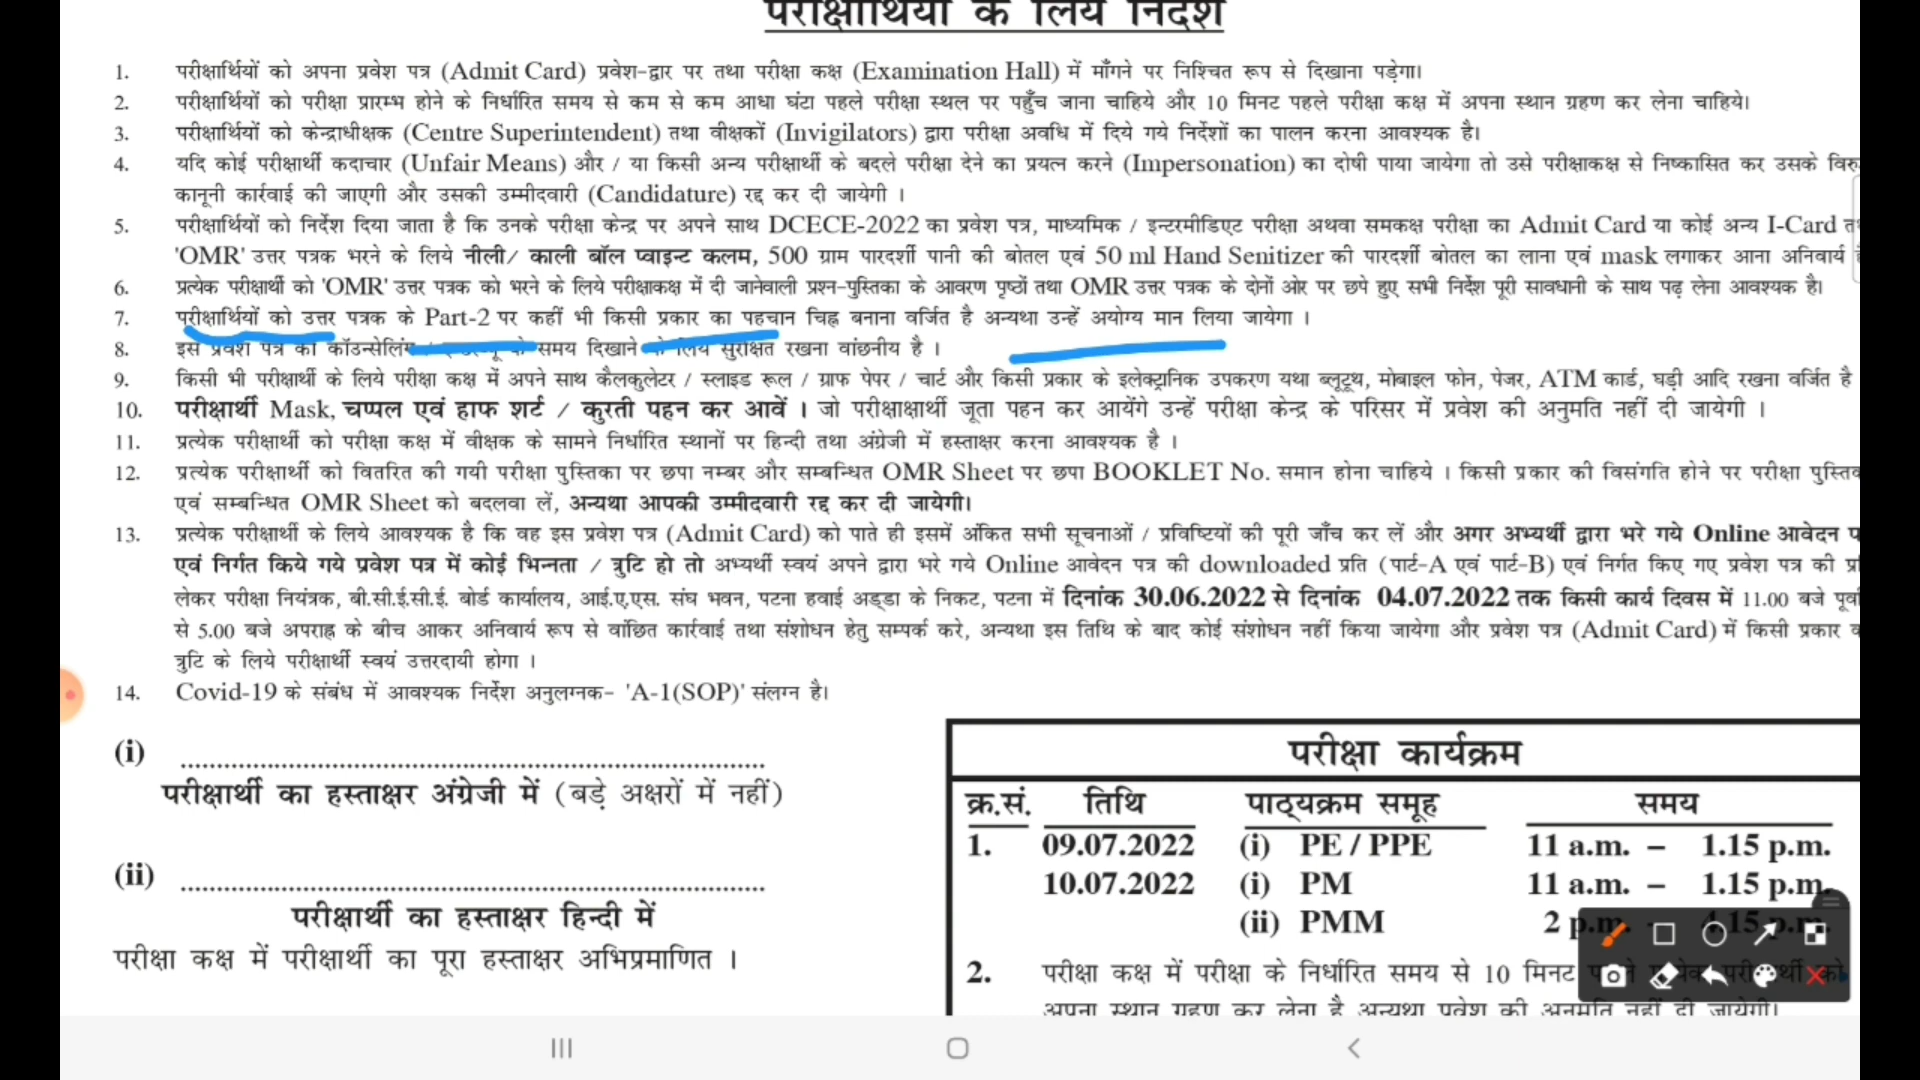 परीक्षार्थियों के लिये निर्देश
1. परीक्षार्थियों को अपना प्रवेश पत्र (Admit Card) प्रवेश-द्वार पर तथा परीक्षा कक्ष (Examination Hall) में माँगने पर निश्चित रूप से दिखाना पड़ेगा।
2. परीक्षार्थियों को परीक्षा प्रारम्भ होने के निर्धारित समय से कम से कम आधा घंटा पहले परीक्षा स्थल पर पहुँच जाना चाहिये और 10 मिनट पहले परीक्षा कक्ष में अपना स्थान ग्रहण कर लेना चाहिये।
3. परीक्षार्थियों को केन्द्राधीक्षक (Centre Superintendent) तथा वीक्षकों (Invigilators) द्वारा परीक्षा अवधि में दिये गये निर्देशों का पालन करना आवश्यक है।
4. यदि कोई परीक्षार्थी कदाचार (Unfair Means) और / या किसी अन्य परीक्षार्थी के बदले परीक्षा देने का प्रयत्न करने (Impersonation) का दोषी पाया जायेगा तो उसे परीक्षाकक्ष से निष्कासित कर उसके
कानूनी कार्रवाई की जाएगी और उसकी उम्मीदवारी (Candidature) रद्द कर दी जायेगी ।
5. परीक्षार्थियों को निर्देश दिया जाता है कि उनके परीक्षा केन्द्र पर अपने साथ DCECE-2022 का प्रवेश पत्र, माध्यमिक / इन्टरमीडिएट परीक्षा अथवा समकक्ष परीक्षा का Admit Card या कोई अन्य I-Card
'OMR' उत्तर पत्रक भरने के लिये नीली/ काली बॉल प्वाइन्ट कलम, 500 ग्राम पारदर्शी पानी की बोतल एवं 50 ml Hand Senitizer की पारदर्शी बोतल का लाना एवं mask लगाकर आना अनिवार्य
6. प्रत्येक परीक्षार्थी को 'OMR' उत्तर पत्रक को भरने के लिये परीक्षाकक्ष में दी जानेवाली प्रश्न-पुस्तिका के आवरण पृष्ठों तथा OMR उत्तर पत्रक के दोनों ओर पर छपे हुए सभी निर्देश पूरी सावधानी के साथ पढ़ लेना आवश्यक है।
7. परीक्षार्थियों को उत्तर पत्रक के Part-2 पर कहीं भी किसी प्रकार का पहचान चिह्न बनाना वर्जित है अन्यथा उन्हें अयोग्य मान लिया जायेगा ।
8. इस प्रवेश पत्र को कॉउन्सेलिंग समय दिखाने लिये सुरक्षित रखना वांछनीय है ।
9. किसी भी परीक्षार्थी के लिये परीक्षा कक्ष में अपने साथ कैलकुलेटर / स्लाइड रूल / ग्राफ पेपर / चार्ट और किसी प्रकार के इलेक्ट्रानिक उपकरण यथा ब्लूटूथ, मोबाइल फोन, पेजर, ATM कार्ड, घड़ी आदि रखना वर्जित है
10. परीक्षार्थी Mask, चप्पल एवं हाफ शर्ट / कुरती पहन कर आवें । जो परीक्षाक्षार्थी जूता पहन कर आयेंगे उन्हें परीक्षा केन्द्र के परिसर में प्रवेश की अनुमति नहीं दी जायेगी ।
11. प्रत्येक परीक्षार्थी को परीक्षा कक्ष में वीक्षक के सामने निर्धारित स्थानों पर हिन्दी तथा अंग्रेजी में हस्ताक्षर करना आवश्यक है ।
12. प्रत्येक परीक्षार्थी को वितरित की गयी परीक्षा पुस्तिका पर छपा नम्बर और सम्बन्धित OMR Sheet पर छपा BOOKLET No. समान होना चाहिये । किसी प्रकार की विसंगति होने पर परीक्षा
एवं सम्बन्धित OMR Sheet को बदलवा लें, अन्यथा आपकी उम्मीदवारी रद्द कर दी जायेगी।
13. प्रत्येक परीक्षार्थी के लिये आवश्यक है कि वह इस प्रवेश पत्र (Admit Card) को पाते ही इसमें अंकित सभी सूचनाओं / प्रविष्टियों की पूरी जाँच कर लें और अगर अभ्यर्थी द्वारा भरे गये Online आवेदन
एवं निर्गत किये गये प्रवेश पत्र में कोई भिन्नता / त्रुटि हो तो अभ्यर्थी स्वयं अपने द्वारा भरे गये Online आवेदन पत्र की downloaded प्रति (पार्ट-A एवं पार्ट-B) एवं निर्गत किए गए प्रवेश पत्र की
लेकर परीक्षा नियंत्रक, बी.सी.ई.सी.ई. बोर्ड कार्यालय, आई.ए.एस. संघ भवन, पटना हवाई अड्डा के निकट, पटना में दिनांक 30.06.2022 से दिनांक 04.07.2022 तक किसी कार्य दिवस में 11.00 बजे
से 5.00 बजे अपराह्न के बीच आकर अनिवार्य रूप से वांछित कार्रवाई तथा संशोधन हेतु सम्पर्क करे, अन्यथा इस तिथि के बाद कोई संशोधन नहीं किया जायेगा और प्रवेश पत्र (Admit Card) में किसी प्रकार
त्रुटि के लिये परीक्षार्थी स्वयं उत्तरदायी होगा ।
14. Covid-19 के संबंध में आवश्यक निर्देश अनुलग्नक- 'A-1(SOP)' संलग्न है।
(i) ........................................
परीक्षार्थी का हस्ताक्षर अंग्रेजी में (बड़े अक्षरों में नहीं)
(ii) ........................................
परीक्षार्थी का हस्ताक्षर हिन्दी में
परीक्षा कक्ष में परीक्षार्थी का पूरा हस्ताक्षर अभिप्रमाणित ।
परीक्षा कार्यक्रम
क्र.सं. तिथि पाठ्यक्रम समूह समय
1. 09.07.2022 (i) PE / PPE 11 a.m. – 1.15 p.m.
10.07.2022 (i) PM 11 a.m. – 1.15 p.m.
(ii) PMM 2 p.m. - 4.15 p.m.
2. परीक्षा कक्ष में परीक्षा के निर्धारित समय से 10 मिनट
अपना स्थान ग्रहण कर लेना है अन्यथा प्रवेश की अनुमति नहीं दी जायेगी।